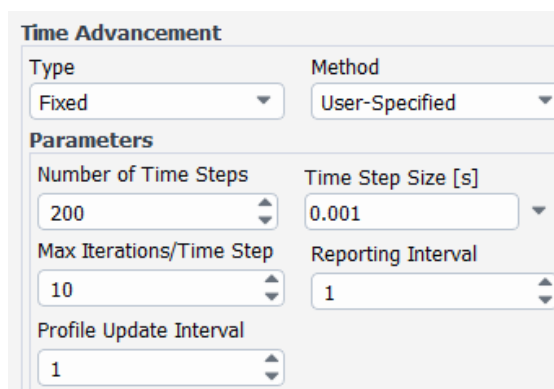 Time Advancement
Type Method
Fixed User-Specified
Parameters
Number of Time Steps Time Step Size [s]
200 0.001
Max Iterations/Time Step Reporting Interval
10 1
Profile Update Interval
1